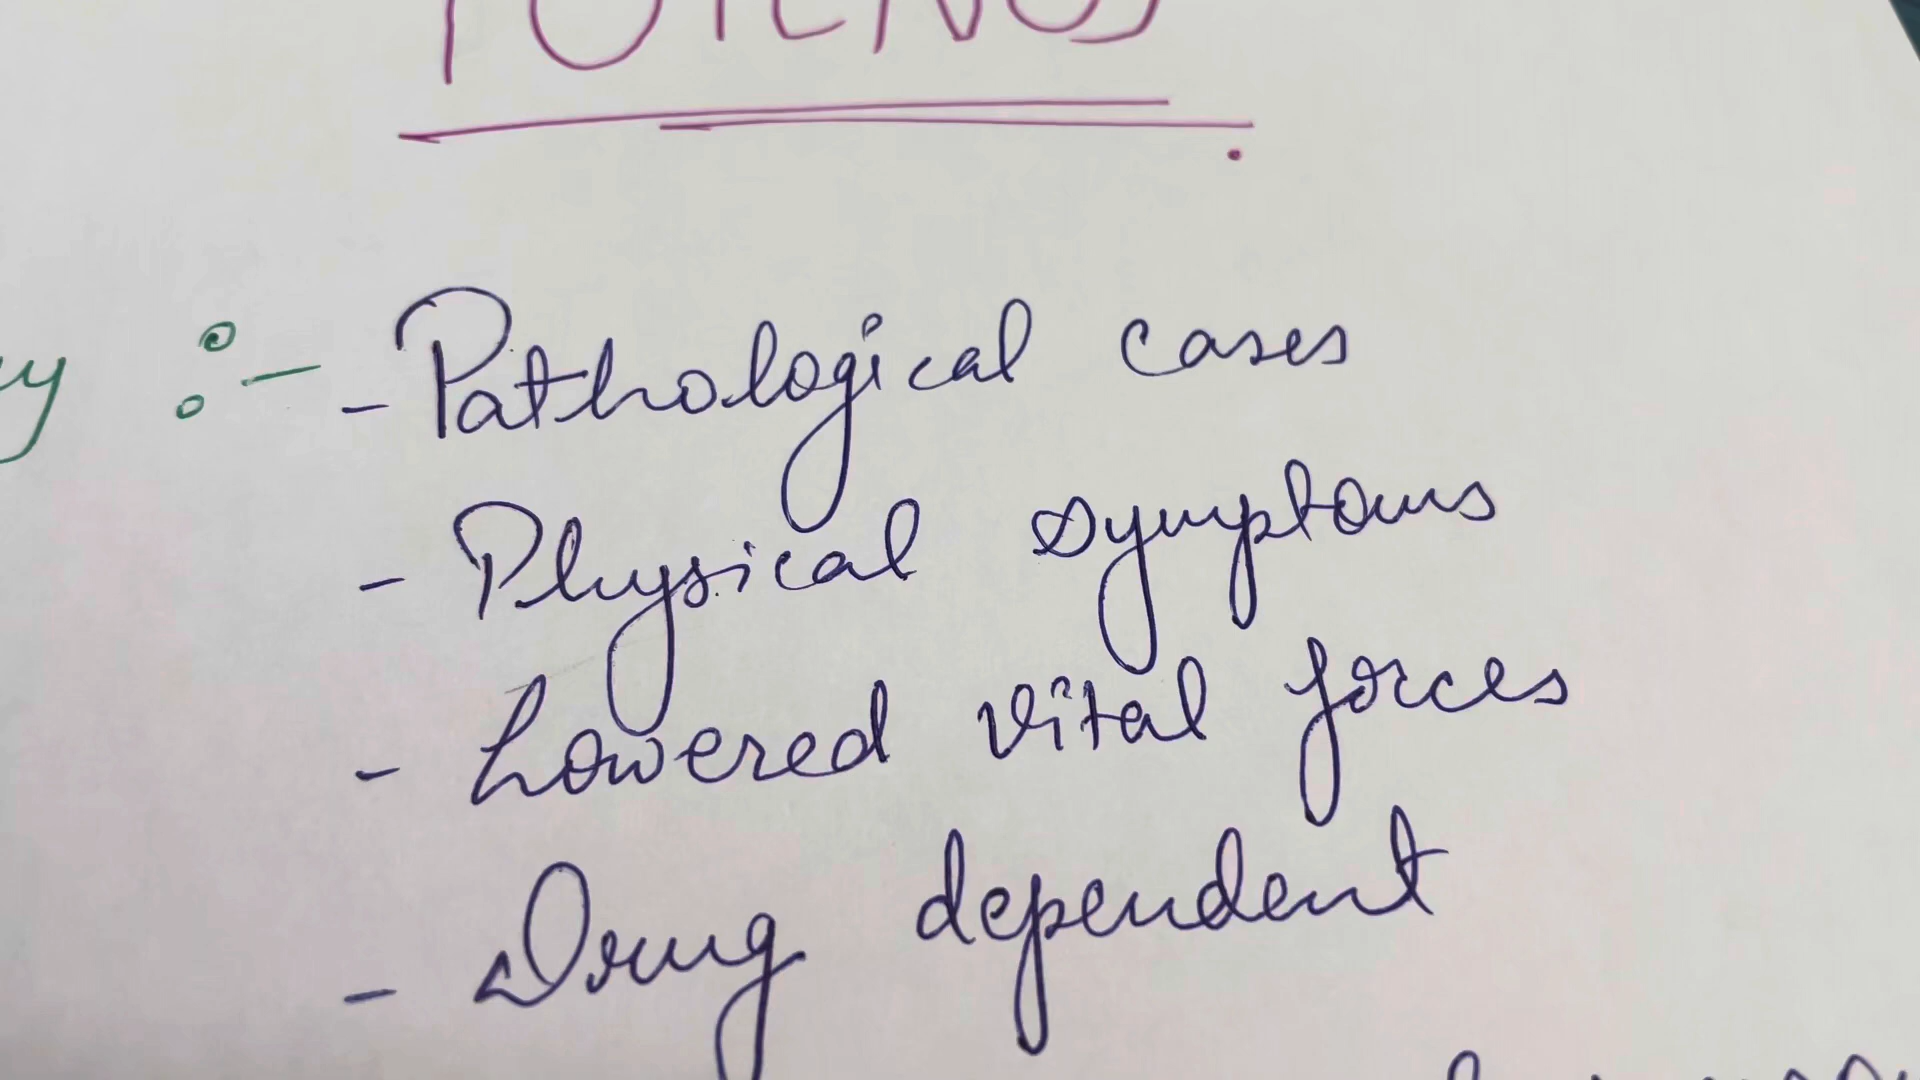 - Pathological cases
- Physical symptoms
- Lowered vital forces
- Drug dependent